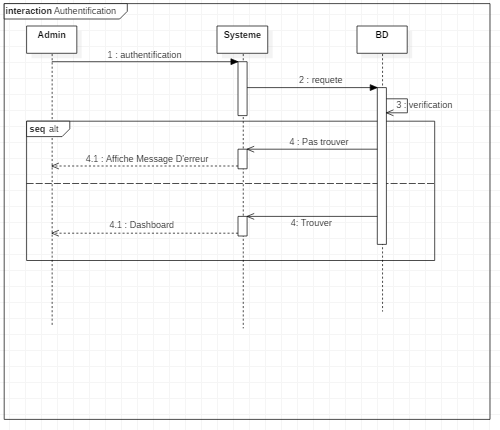 interaction Authentification
Admin
Systeme
BD
1 : authentification
2 : requete
3 : verification
seq alt
4 : Pas trouver
4.1 : Affiche Message D'erreur
4: Trouver
4.1 : Dashboard